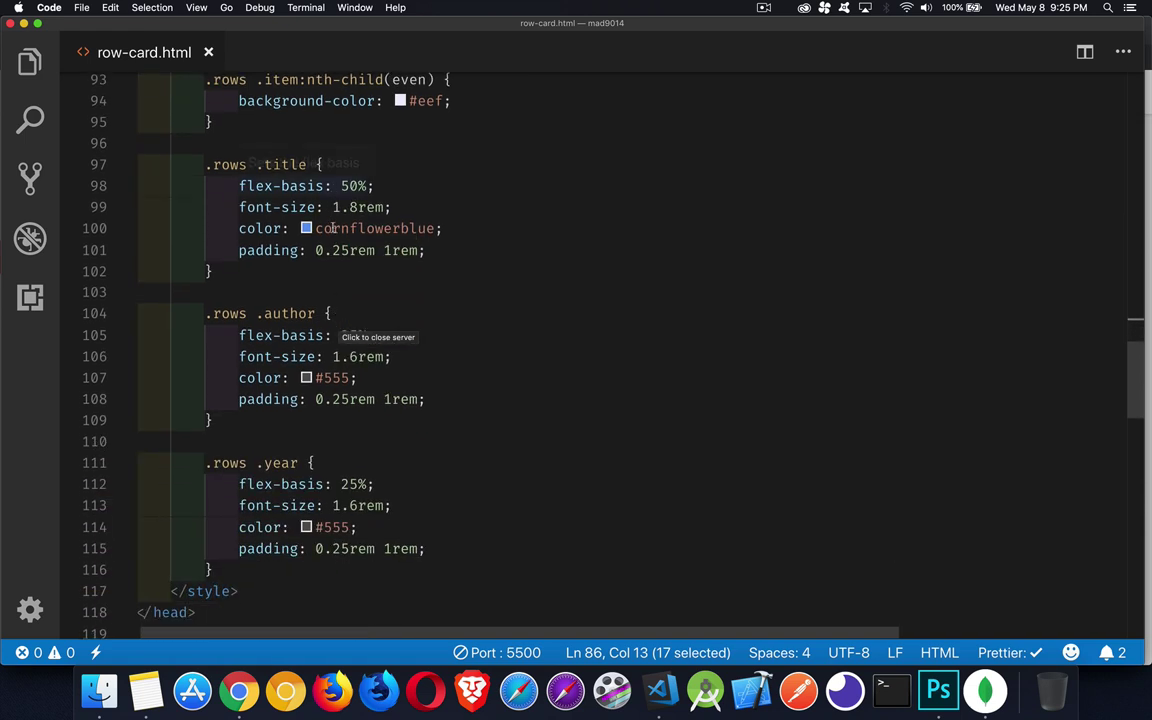 Code File Edit Selection View Go Debug Terminal Window Help 100% Wed May 8 9:25 PM
row-card.html — mad9014
row-card.html
93 .rows .item:nth-child(even) {
94 background-color: #eef;
95 }
96
97 .rows .title {
98 flex-basis: 50%;
99 font-size: 1.8rem;
100 color: cornflowerblue;
101 padding: 0.25rem 1rem;
102 }
103
104 .rows .author {
105 flex-basis:
Click to close server
106 font-size: 1.6rem;
107 color: #555;
108 padding: 0.25rem 1rem;
109 }
110
111 .rows .year {
112 flex-basis: 25%;
113 font-size: 1.6rem;
114 color: #555;
115 padding: 0.25rem 1rem;
116 }
117 </style>
118 </head>
119
0 0 Port : 5500 Ln 86, Col 13 (17 selected) Spaces: 4 UTF-8 LF HTML Prettier: 2
Ps